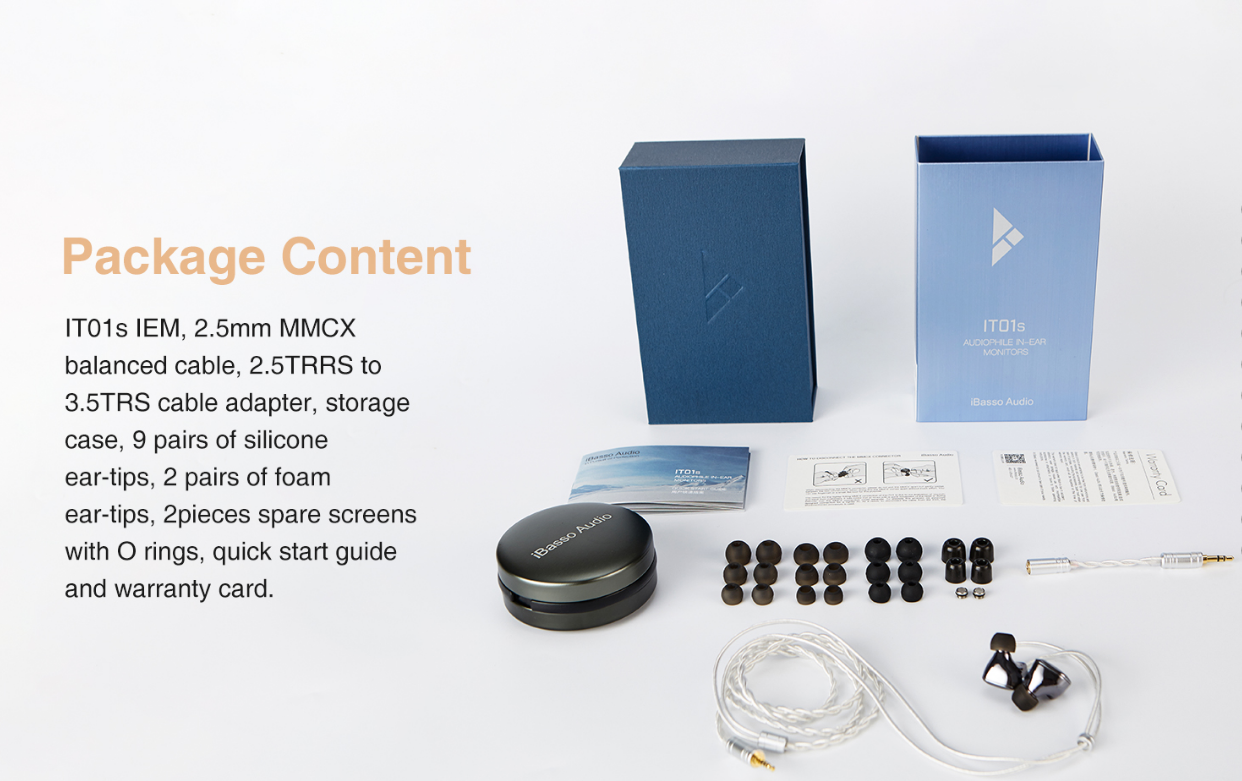 Package Content
IT01s IEM, 2.5mm MMCX
balanced cable, 2.5TRRS to
3.5TRS cable adapter, storage
case, 9 pairs of silicone
ear-tips, 2 pairs of foam
ear-tips, 2pieces spare screens
with O rings, quick start guide
and warranty card.
IT01s
AUDIOPHILE IN-EAR
MONITORS
iBasso Audio
iBasso Audio
IT01s
AUDIOPHILE IN-EAR
MONITORS
iBasso Audio
Warranty Card
iBasso Audio